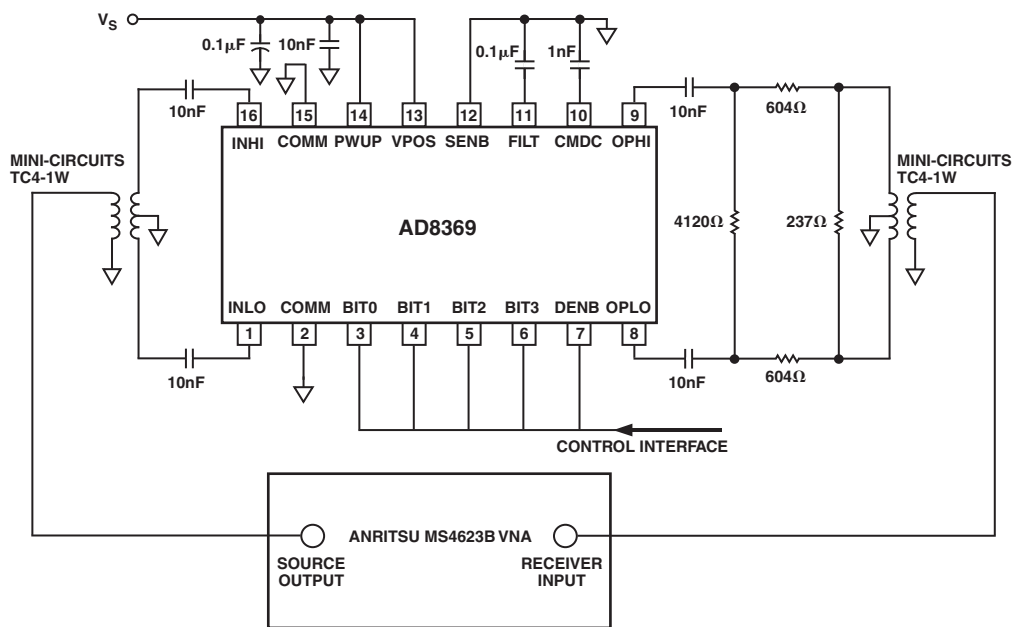 V_S
0.1μF
10nF
0.1μF
1nF
10nF
10nF
604Ω
16 15 14 13 12 11 10 9
INHI COMM PWUP VPOS SENB FILT CMDC OPHI
MINI-CIRCUITS
TC4-1W
MINI-CIRCUITS
TC4-1W
AD8369
4120Ω
237Ω
INLO COMM BIT0 BIT1 BIT2 BIT3 DENB OPLO
1 2 3 4 5 6 7 8
10nF
10nF
604Ω
CONTROL INTERFACE
ANRITSU MS4623B VNA
SOURCE
OUTPUT
RECEIVER
INPUT